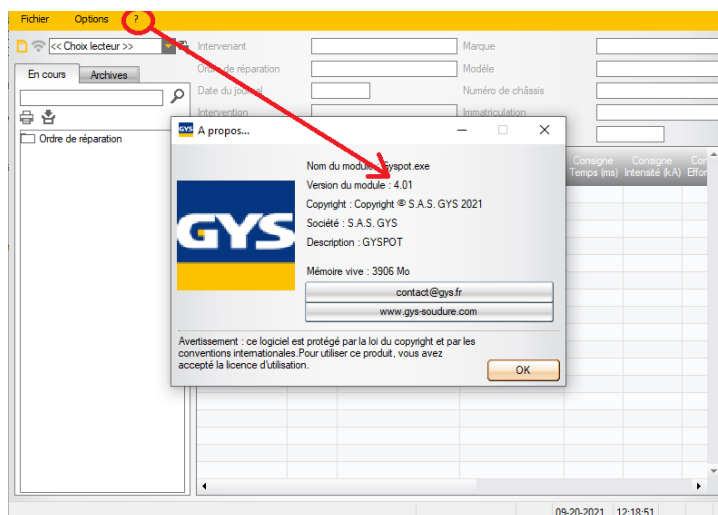 Fichier Options ?
<< Choix lecteur >>
Intervenant
Marque
Ordre de réparation
Modèle
En cours Archives
Date du journal
Numéro de châssis
Intervention
Immatriculation
Ordre de réparation
GYS A propos...
Nom du module : Gyspot.exe
Version du module : 4.01
Copyright : Copyright © S.A.S. GYS 2021
Société : S.A.S. GYS
Description : GYSPOT
Mémoire vive : 3906 Mo
GYS
contact@gys.fr
www.gys-soudure.com
Avertissement : ce logiciel est protégé par la loi du copyright et par les
conventions internationales.Pour utiliser ce produit, vous avez
accepté la licence d'utilisation.
OK
Consigne Consigne Con
Temps (ms) Intensité (kA) Effor
09-20-2021 12:18:51